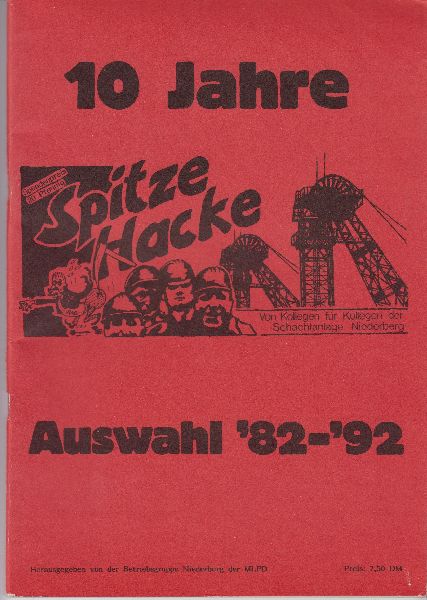 10 Jahre
Spitze
Hacke
Von Kollegen für Kollegen der
Schachtanlage Niederberg
Auswahl '82-'92
Herausgegeben von der Betriebsgruppe Niederberg der MLPD Preis: 2,50 DM